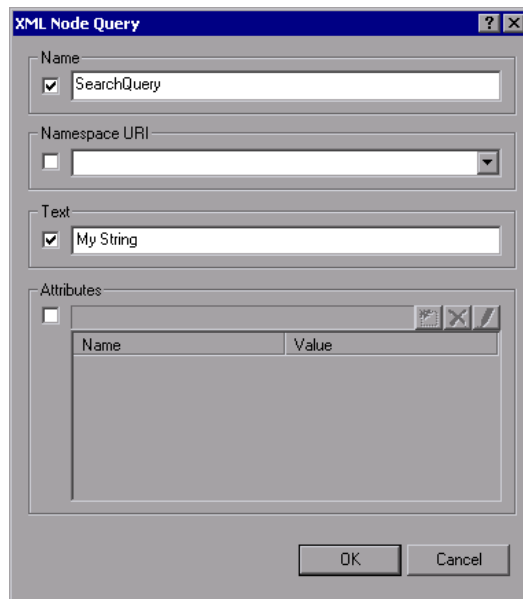 XML Node Query
Name
SearchQuery
Namespace URI
Text
My String
Attributes
Name Value
OK Cancel